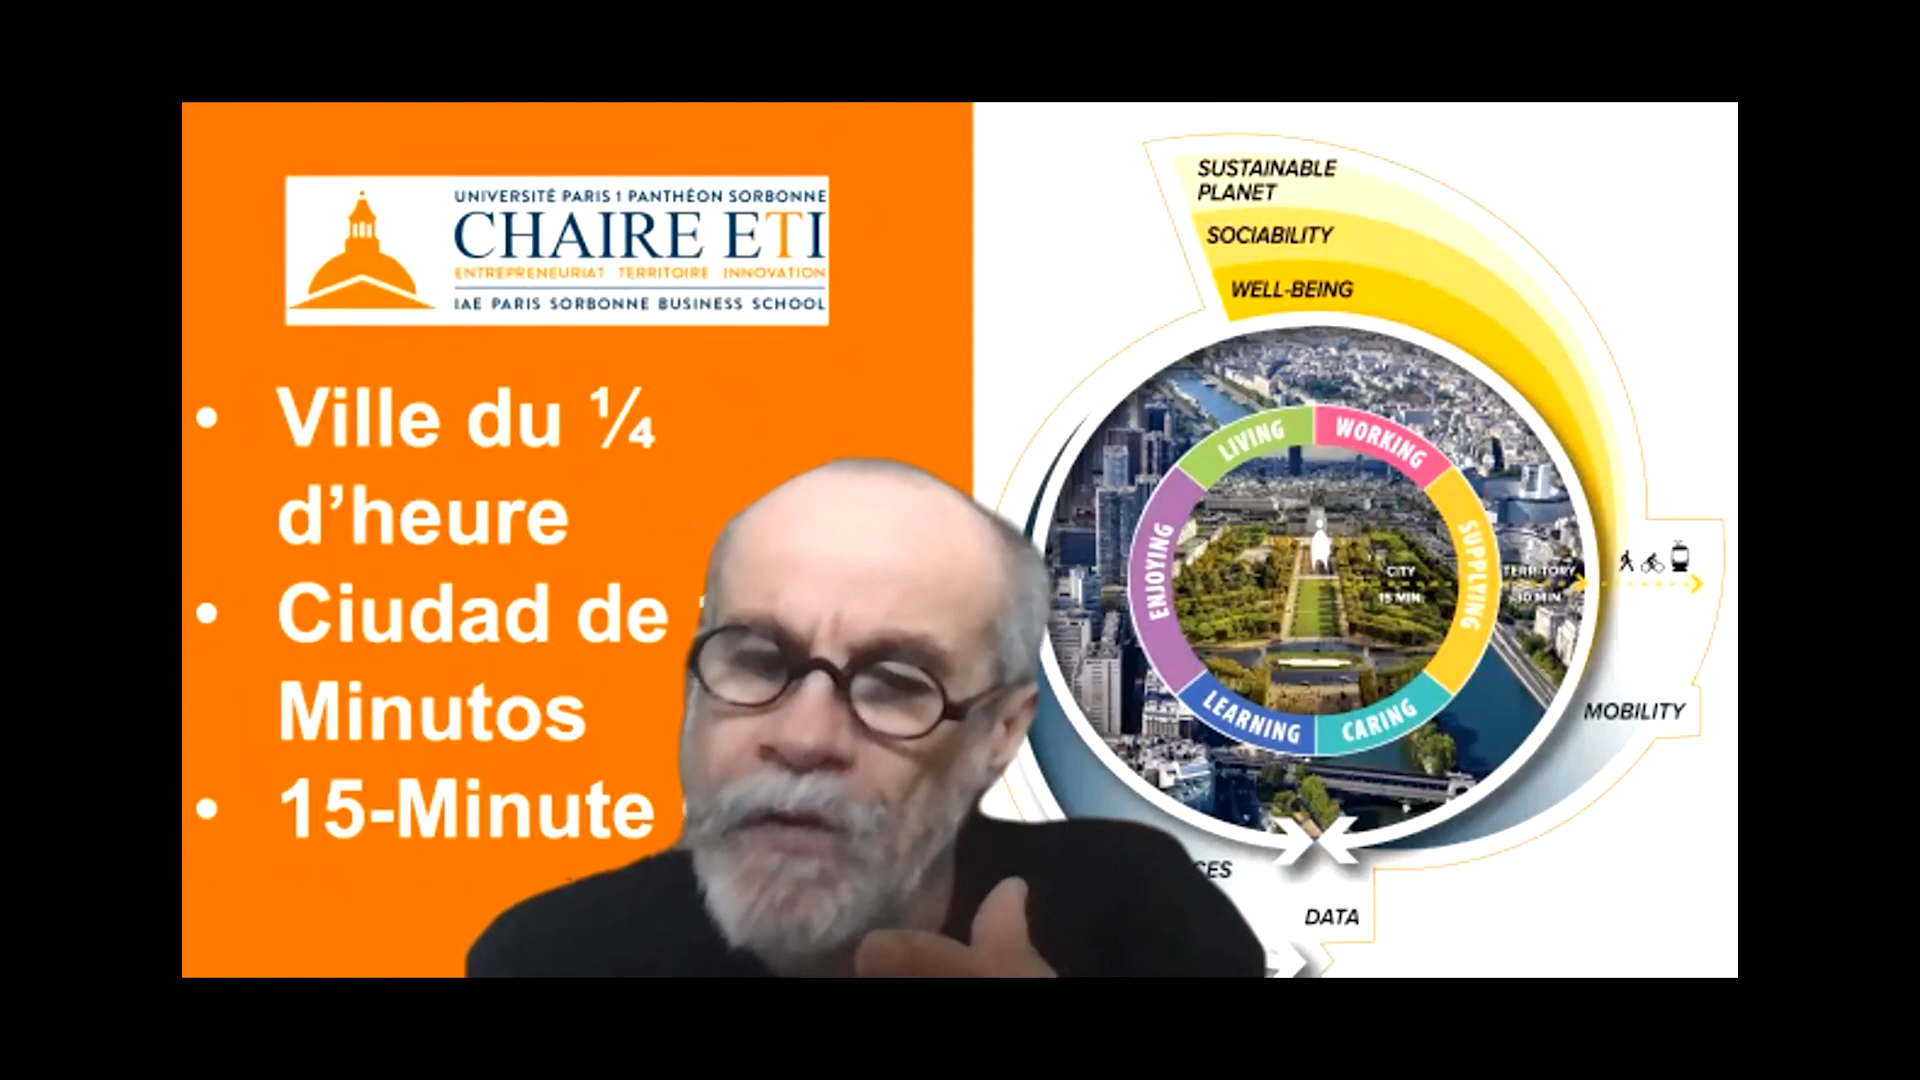 UNIVERSITÉ PARIS 1 PANTHÉON SORBONNE
CHAIRE ETI
ENTREPRENEURIAT TERRITOIRE INNOVATION
IAE PARIS SORBONNE BUSINESS SCHOOL
• Ville du ¼
d’heure
• Ciudad de
Minutos
• 15-Minute
SUSTAINABLE
PLANET
SOCIABILITY
WELL-BEING
LIVING
WORKING
SUPPLYING
CARING
LEARNING
ENJOYING
CITY
15 MIN
TERRITORY
30 MIN
MOBILITY
DATA